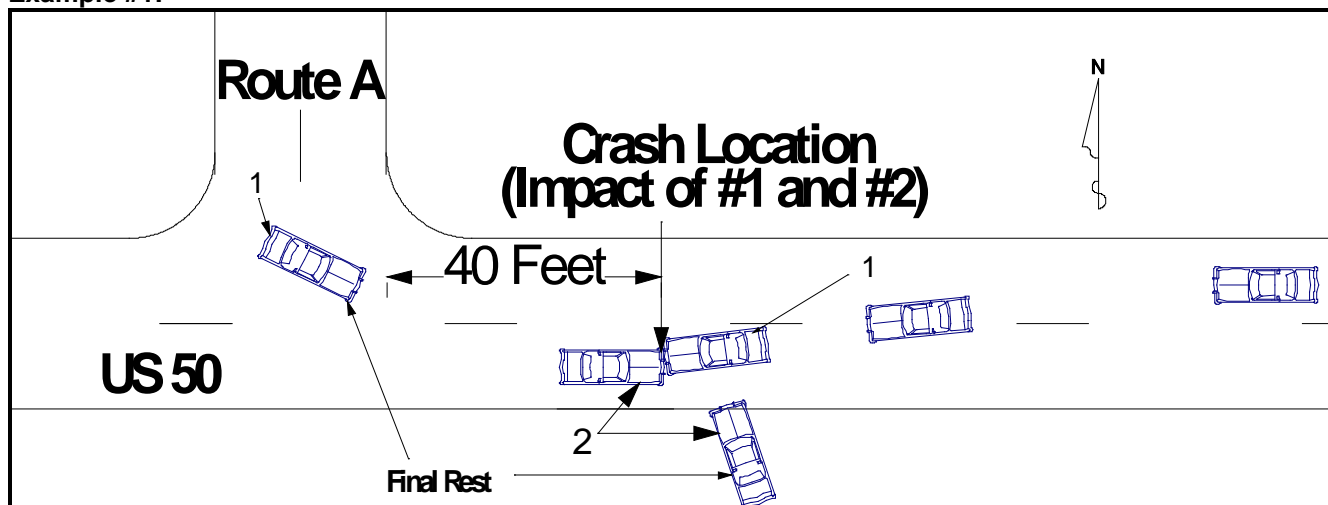 Route A
N
Crash Location
(Impact of #1 and #2)
1
40 Feet
1
US 50
2
Final Rest